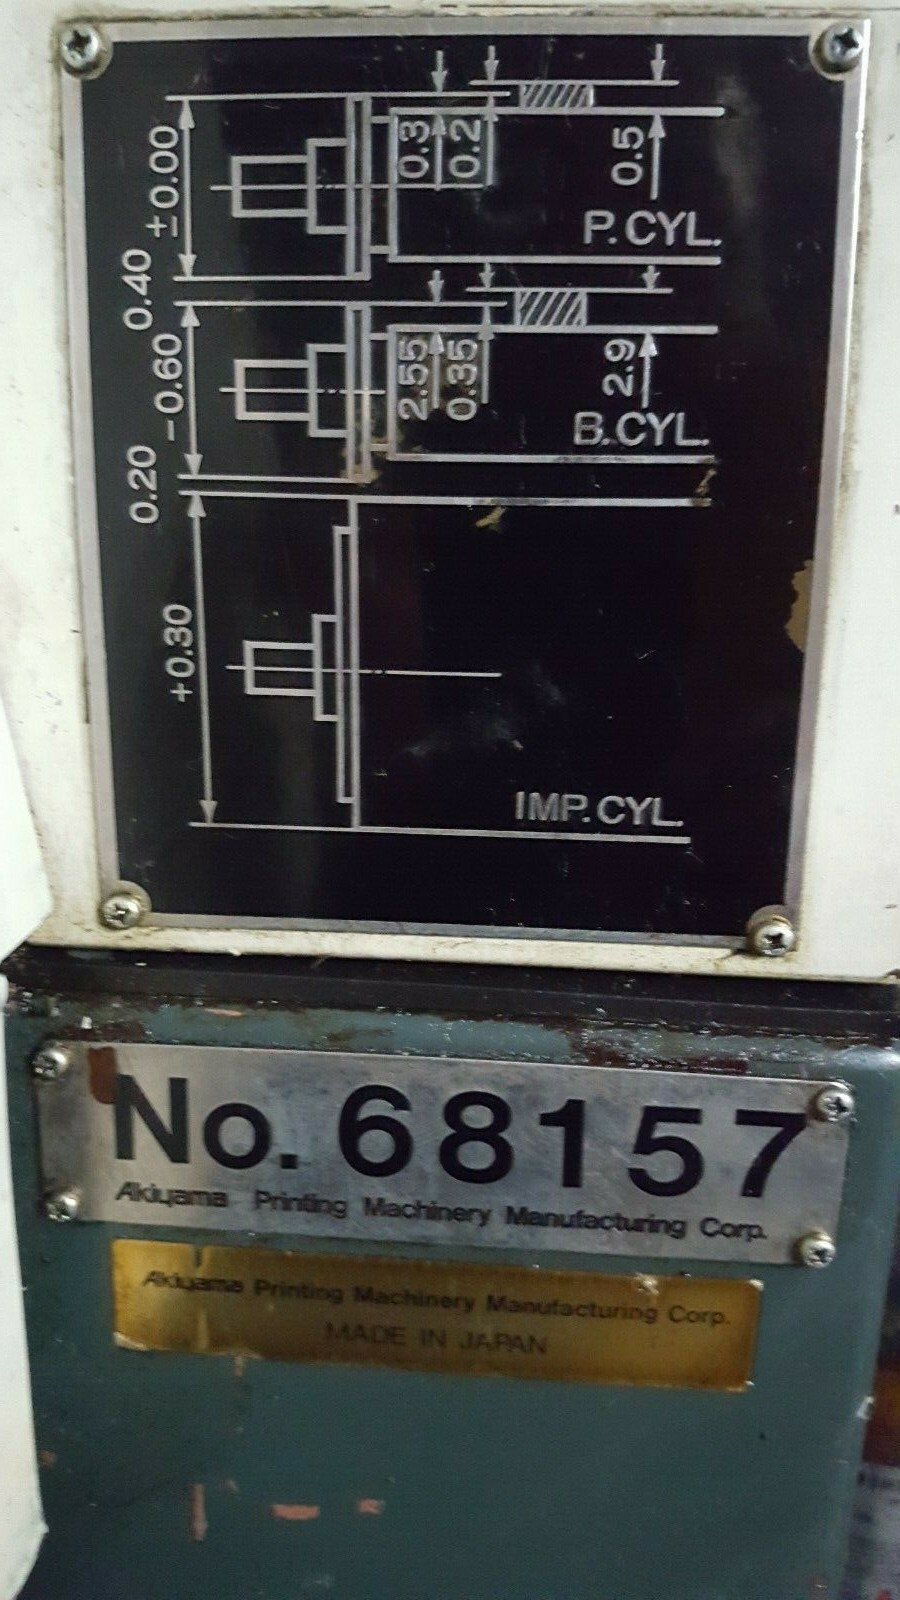 ±0.00
0.3
0.2
0.5
P.CYL.
0.40
-0.60
2.55
0.35
2.9
B.CYL.
0.20
+0.30
IMP.CYL.
No. 68157
Akiyama Printing Machinery Manufacturing Corp.
Akiyama Printing Machinery Manufacturing Corp.
MADE IN JAPAN